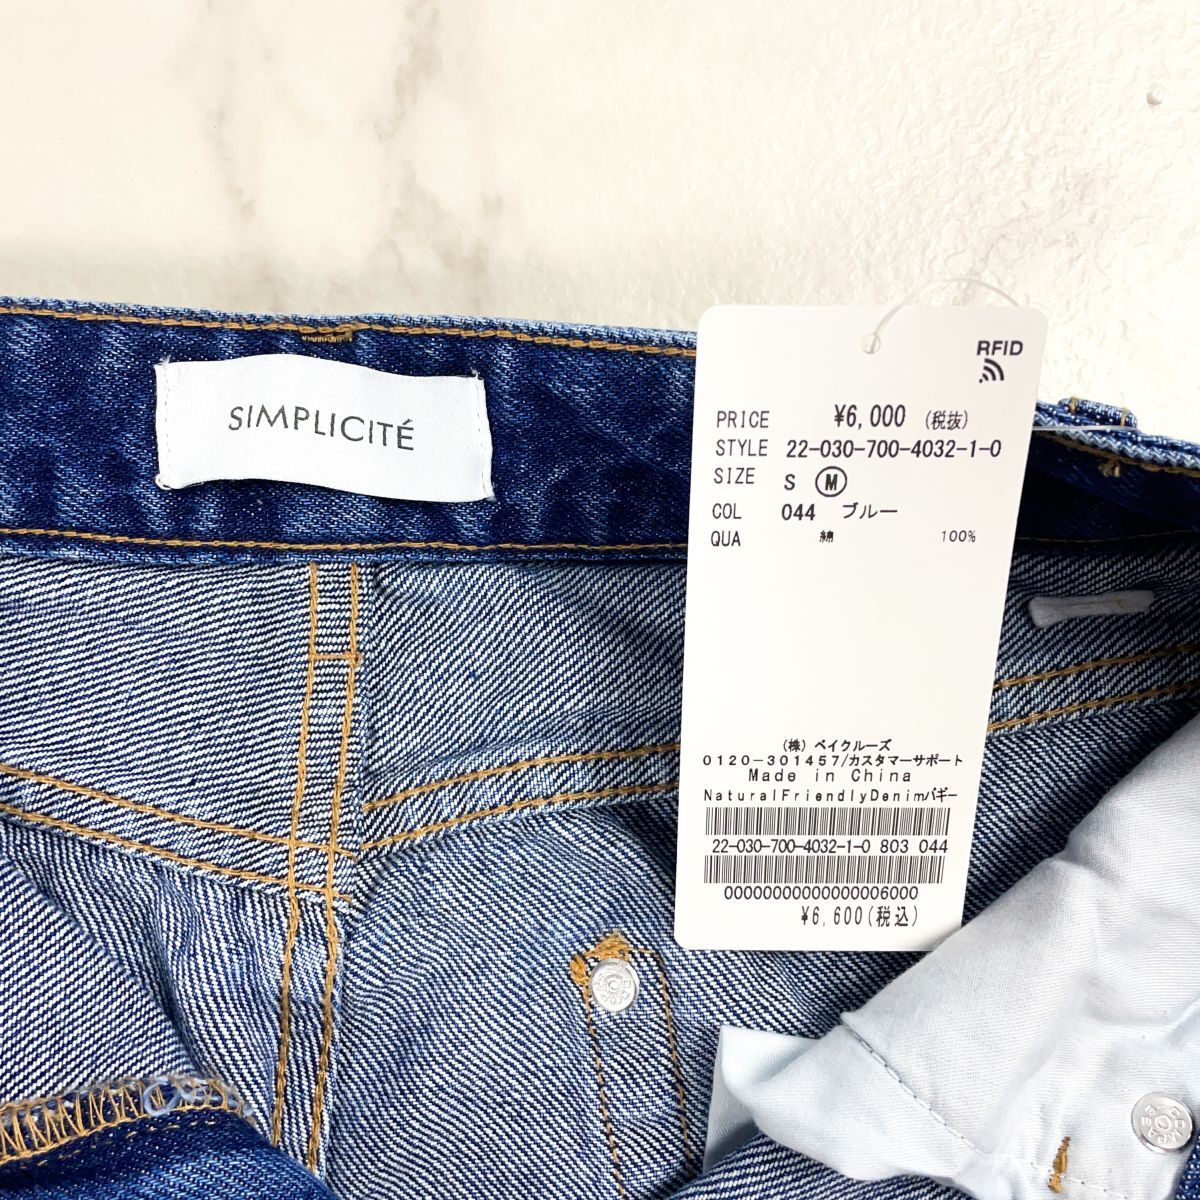 SIMPLICITÉ
RFID
PRICE ¥6,000 (税抜)
STYLE 22-030-700-4032-1-0
SIZE S M
COL 044 ブルー
QUA 綿 100%
(株) ベイクルーズ
0120-301457/カスタマーサポート
Made in China
NaturalFriendlyDenimバギー
22-030-700-4032-1-0 803 044
00000000000000006000
¥6,600(税込)